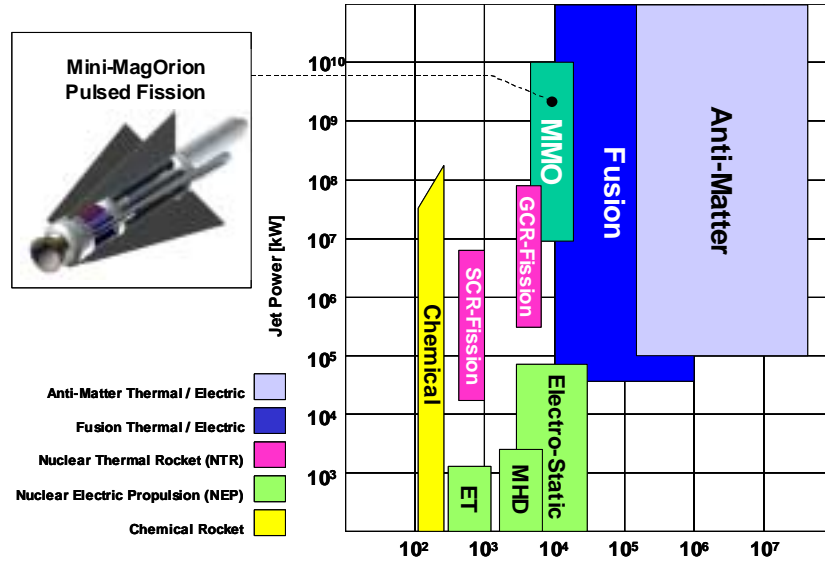 Mini-MagOrion
Pulsed Fission
Jet Power [kW]
10¹⁰
10⁹
10⁸
10⁷
10⁶
10⁵
10⁴
10³
Chemical
SCR-Fission
GCR-Fission
MMO
Fusion
Anti-Matter
ET
MHD
Electro-Static
Anti-Matter Thermal / Electric
Fusion Thermal / Electric
Nuclear Thermal Rocket (NTR)
Nuclear Electric Propulsion (NEP)
Chemical Rocket
10² 10³ 10⁴ 10⁵ 10⁶ 10⁷